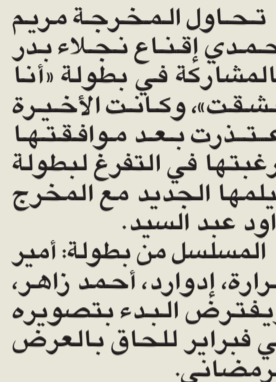 تحاول المخرجة مريم
حمدي إقناع نجلاء بدر
المشاركة في بطولة «أنا
شقت»، وكانت الأخيرة
عتذرت بعد موافقتها
رغبتها في التفرغ لبطولة
يلمها الجديد مع المخرج
اود عبد السيد.
المسلسل من بطولة: أمير
رارة، إدوارد، أحمد زاهر،
يفترض البدء بتصويره
ي فبراير للحاق بالعرض
رمضاني.